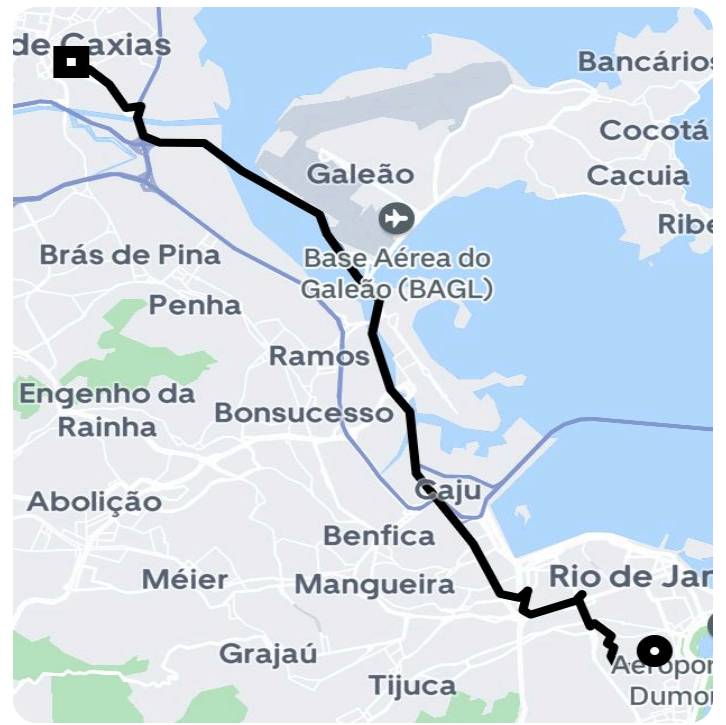 de Caxias
Bancários
Cocotá
Galeão
Cacuia
Ribe
Brás de Pina
Base Aérea do
Galeão (BAGL)
Penha
Ramos
Engenho da
Rainha
Bonsucesso
Caju
Abolição
Benfica
Méier
Mangueira
Rio de Jan
Grajaú
Aeropor
Tijuca
Dumon